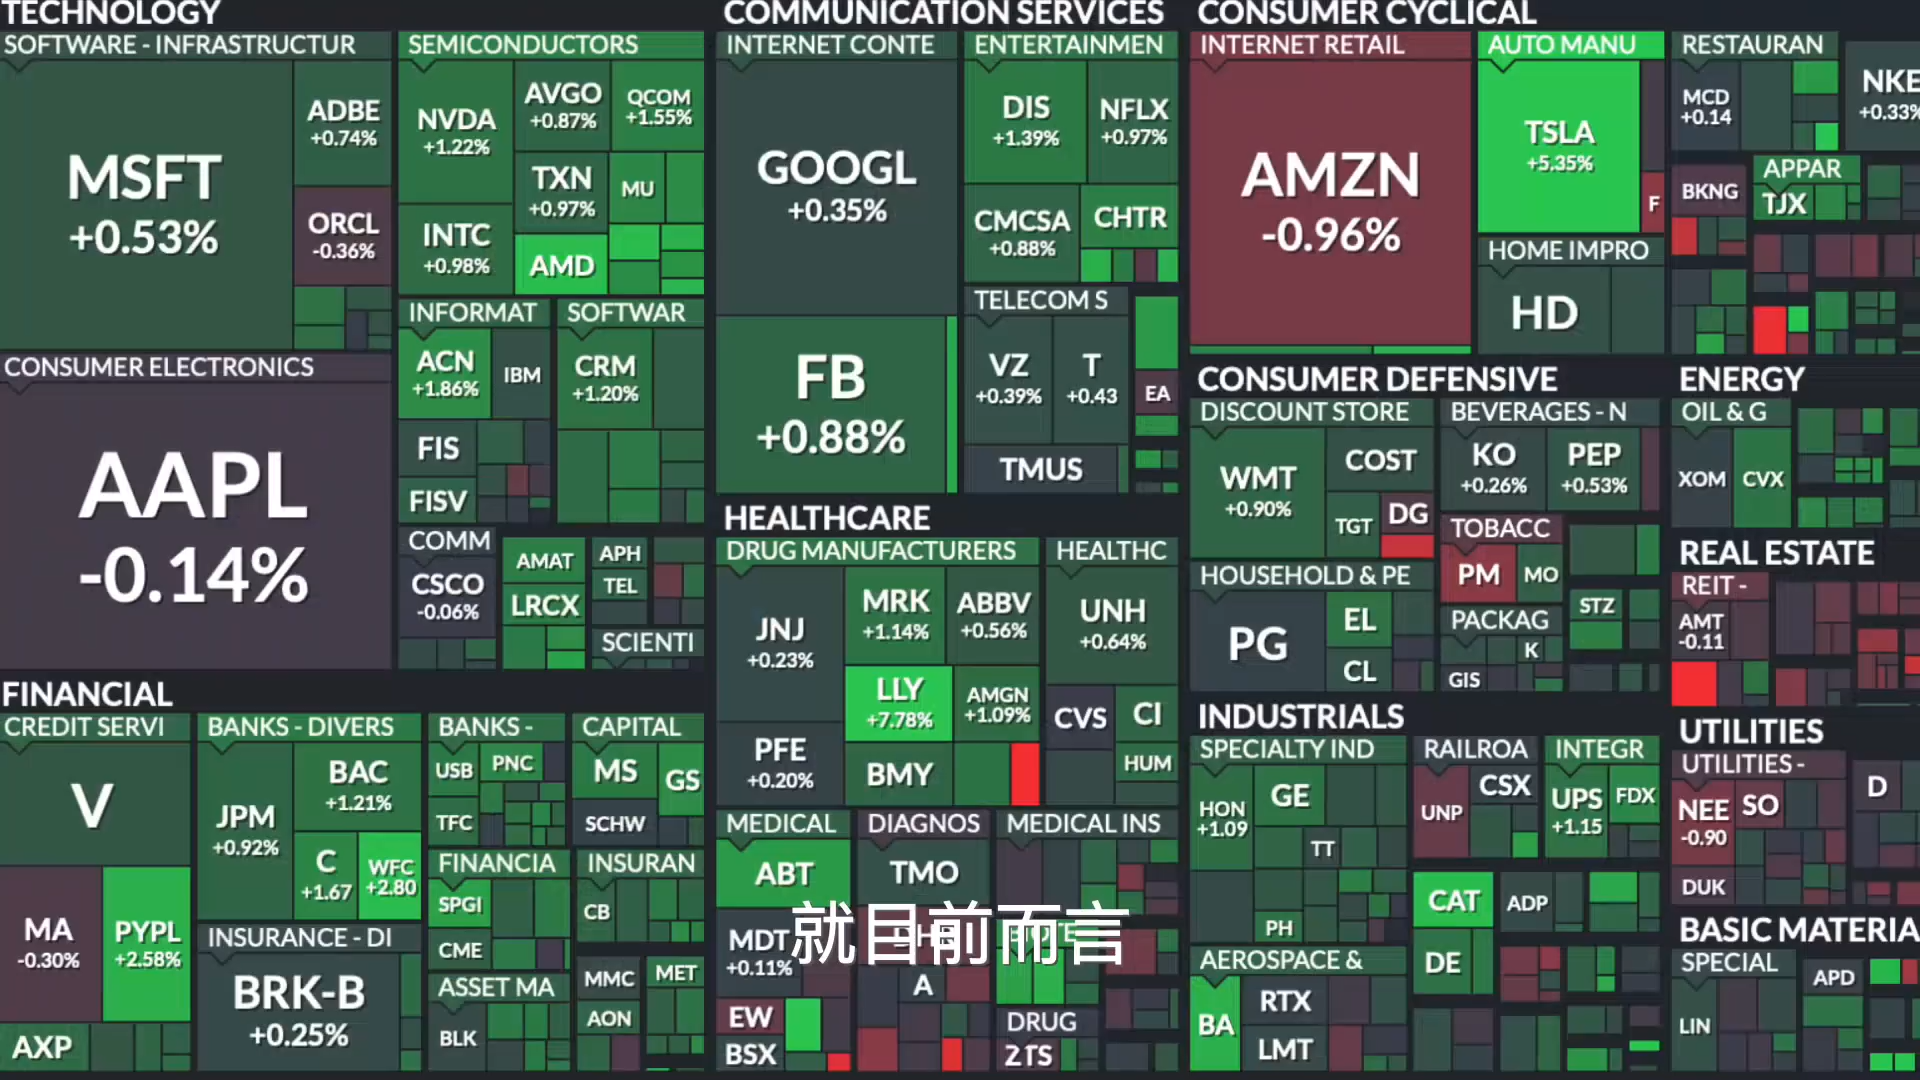 TECHNOLOGY
SOFTWARE - INFRASTRUCTUR
MSFT
+0.53%
ADBE
+0.74%
ORCL
-0.36%
SEMICONDUCTORS
NVDA
+1.22%
AVGO
+0.87%
QCOM
+1.55%
TXN
+0.97%
MU
INTC
+0.98%
AMD
CONSUMER ELECTRONICS
AAPL
-0.14%
INFORMAT
ACN
+1.86%
IBM
FIS
FISV
SOFTWAR
CRM
+1.20%
COMM
CSCO
-0.06%
AMAT
LRCX
APH
TEL
SCIENTI
FINANCIAL
CREDIT SERVI
V
MA
-0.30%
PYPL
+2.58%
AXP
BANKS - DIVERS
JPM
+0.92%
BAC
+1.21%
C
+1.67
WFC
+2.80
INSURANCE - DI
BRK-B
+0.25%
BANKS -
USB
PNC
TFC
CAPITAL
MS
GS
SCHW
FINANCIA
SPGI
CME
INSURAN
CB
ASSET MA
BLK
MMC
MET
AON
COMMUNICATION SERVICES
INTERNET CONTE
GOOGL
+0.35%
FB
+0.88%
ENTERTAINMEN
DIS
+1.39%
NFLX
+0.97%
CMCSA
+0.88%
CHTR
TELECOM S
VZ
+0.39%
T
+0.43
TMUS
EA
HEALTHCARE
DRUG MANUFACTURERS
JNJ
+0.23%
MRK
+1.14%
ABBV
+0.56%
LLY
+7.78%
AMGN
+1.09%
PFE
+0.20%
BMY
HEALTHC
UNH
+0.64%
CVS
CI
HUM
MEDICAL
ABT
MDT
+0.11%
EW
BSX
DIAGNOS
TMO
A
MEDICAL INS
DRUG
ZTS
就目前而言
CONSUMER CYCLICAL
INTERNET RETAIL
AMZN
-0.96%
AUTO MANU
TSLA
+5.35%
F
HOME IMPRO
HD
RESTAURAN
MCD
+0.14
NKE
+0.33%
BKNG
APPAR
TJX
CONSUMER DEFENSIVE
DISCOUNT STORE
WMT
+0.90%
COST
TGT
DG
BEVERAGES - N
KO
+0.26%
PEP
+0.53%
TOBACC
PM
MO
HOUSEHOLD & PE
PG
EL
CL
PACKAG
K
GIS
STZ
ENERGY
OIL & G
XOM
CVX
REAL ESTATE
REIT -
AMT
-0.11
INDUSTRIALS
SPECIALTY IND
HON
+1.09
GE
TT
PH
RAILROA
UNP
CSX
INTEGR
UPS
+1.15
FDX
CAT
ADP
DE
AEROSPACE &
BA
RTX
LMT
UTILITIES
UTILITIES -
NEE
-0.90
SO
D
DUK
BASIC MATERIA
SPECIAL
LIN
APD